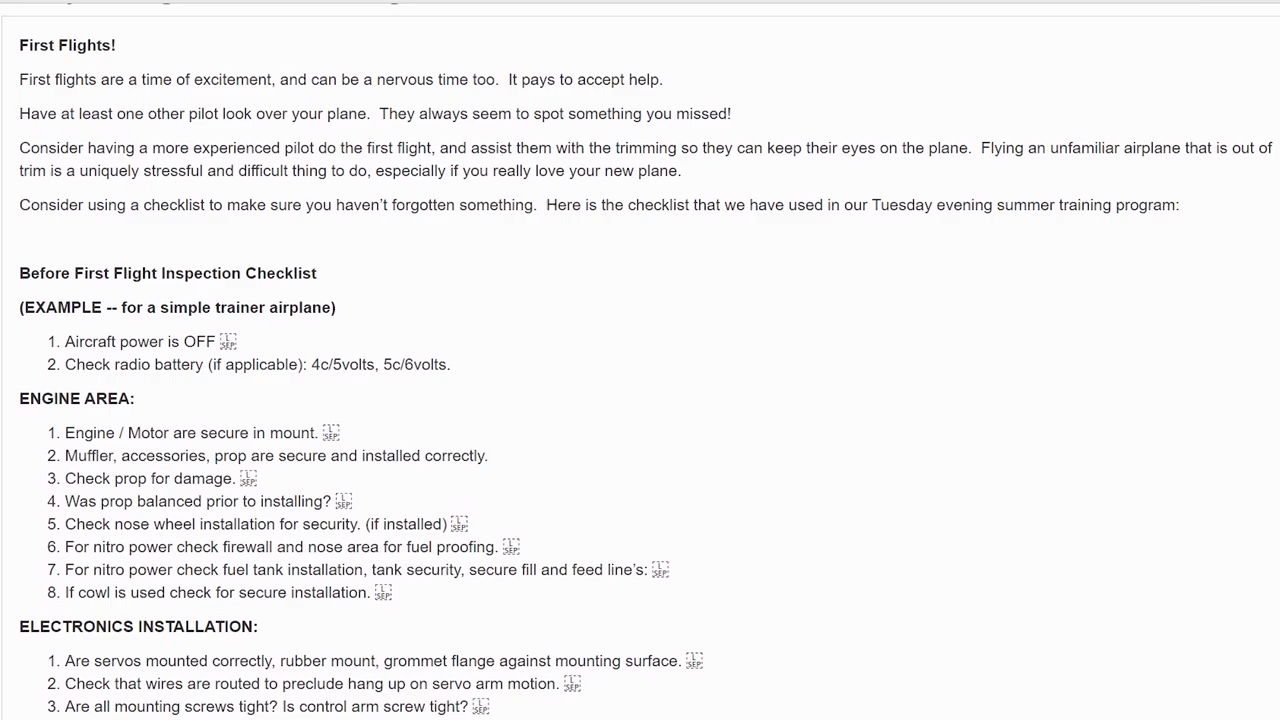 First Flights!
First flights are a time of excitement, and can be a nervous time too.  It pays to accept help.
Have at least one other pilot look over your plane.  They always seem to spot something you missed!
Consider having a more experienced pilot do the first flight, and assist them with the trimming so they can keep their eyes on the plane.  Flying an unfamiliar airplane that is out of
trim is a uniquely stressful and difficult thing to do, especially if you really love your new plane.
Consider using a checklist to make sure you haven’t forgotten something.  Here is the checklist that we have used in our Tuesday evening summer training program:
Before First Flight Inspection Checklist
(EXAMPLE -- for a simple trainer airplane)
1. Aircraft power is OFF L SEP
2. Check radio battery (if applicable): 4c/5volts, 5c/6volts.
ENGINE AREA:
1. Engine / Motor are secure in mount. L SEP
2. Muffler, accessories, prop are secure and installed correctly.
3. Check prop for damage. L SEP
4. Was prop balanced prior to installing? L SEP
5. Check nose wheel installation for security. (if installed) L SEP
6. For nitro power check firewall and nose area for fuel proofing. L SEP
7. For nitro power check fuel tank installation, tank security, secure fill and feed line’s: L SEP
8. If cowl is used check for secure installation. L SEP
ELECTRONICS INSTALLATION:
1. Are servos mounted correctly, rubber mount, grommet flange against mounting surface. L SEP
2. Check that wires are routed to preclude hang up on servo arm motion. L SEP
3. Are all mounting screws tight? Is control arm screw tight? L SEP